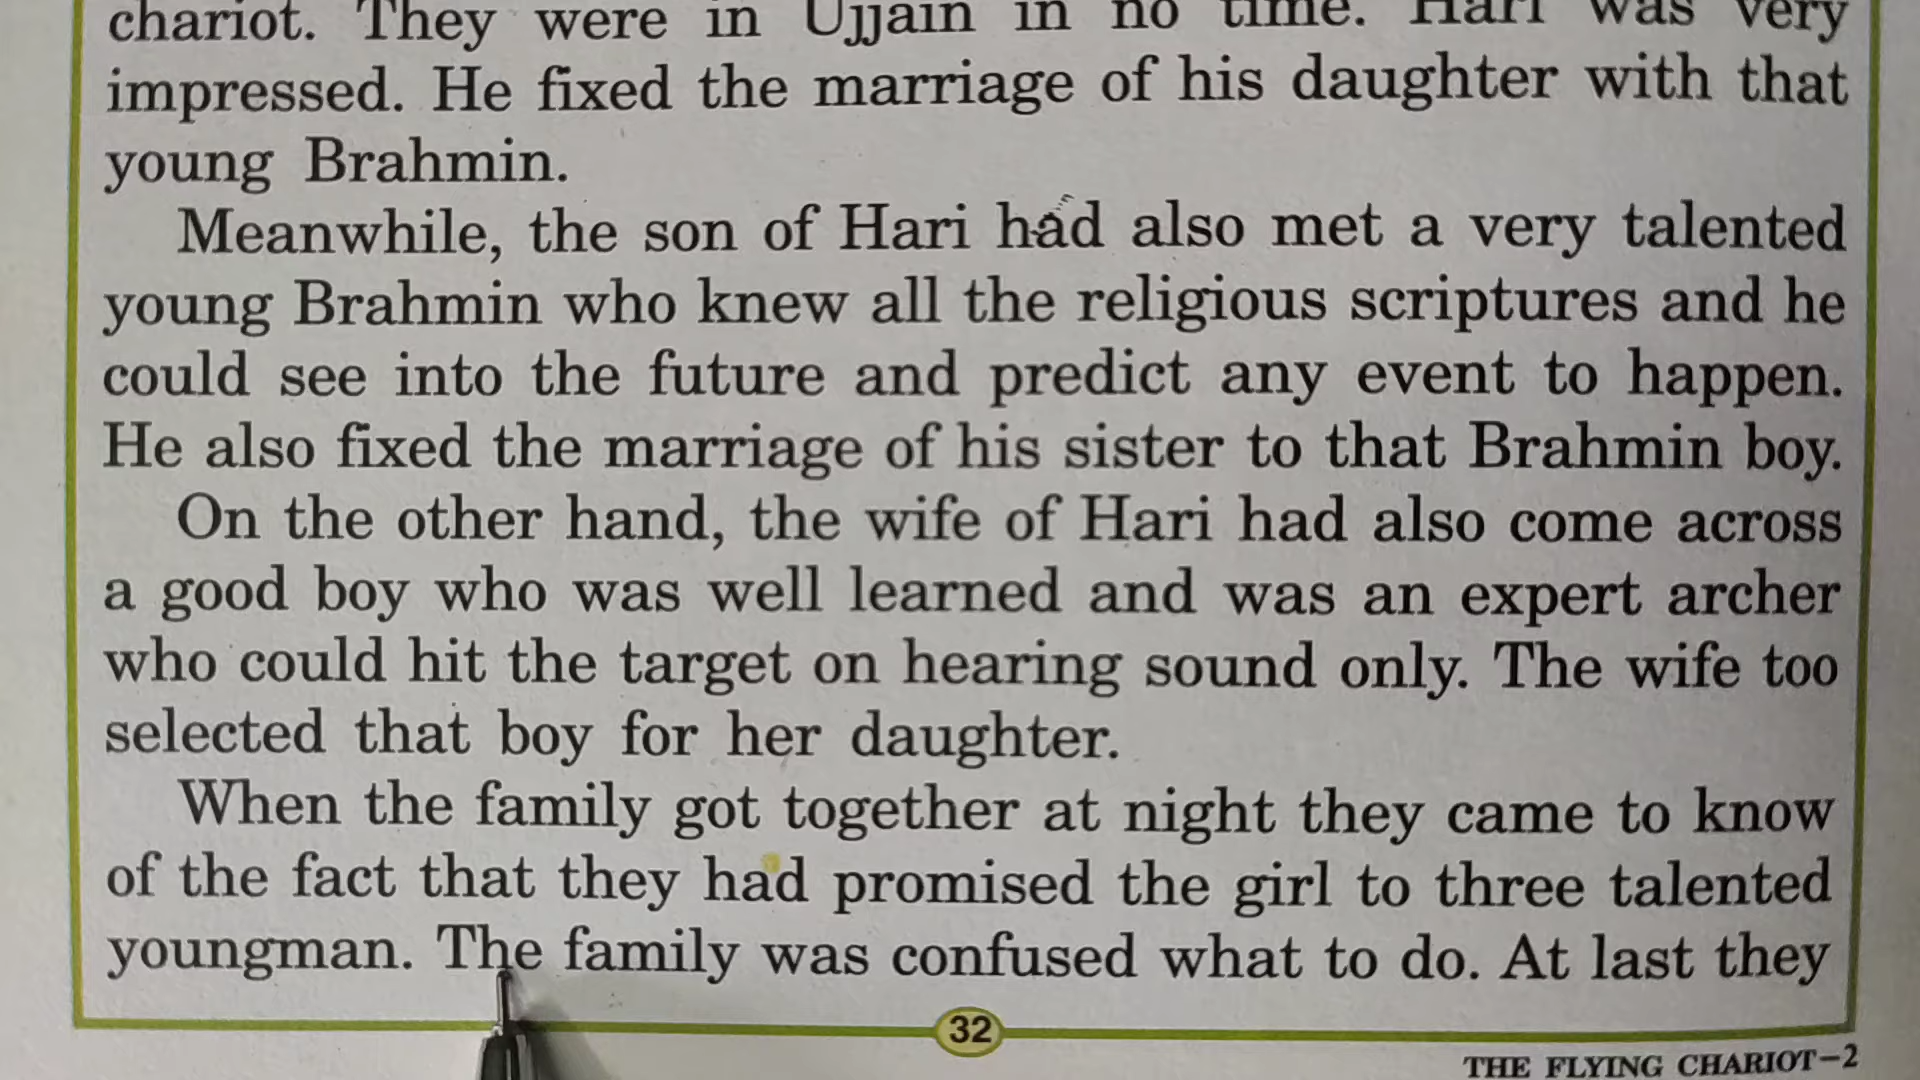 chariot. They were in Ujjain in no time. Hari was very
impressed. He fixed the marriage of his daughter with that
young Brahmin.
Meanwhile, the son of Hari had also met a very talented
young Brahmin who knew all the religious scriptures and he
could see into the future and predict any event to happen.
He also fixed the marriage of his sister to that Brahmin boy.
On the other hand, the wife of Hari had also come across
a good boy who was well learned and was an expert archer
who could hit the target on hearing sound only. The wife too
selected that boy for her daughter.
When the family got together at night they came to know
of the fact that they had promised the girl to three talented
youngman. The family was confused what to do. At last they
32
THE FLYING CHARIOT–2